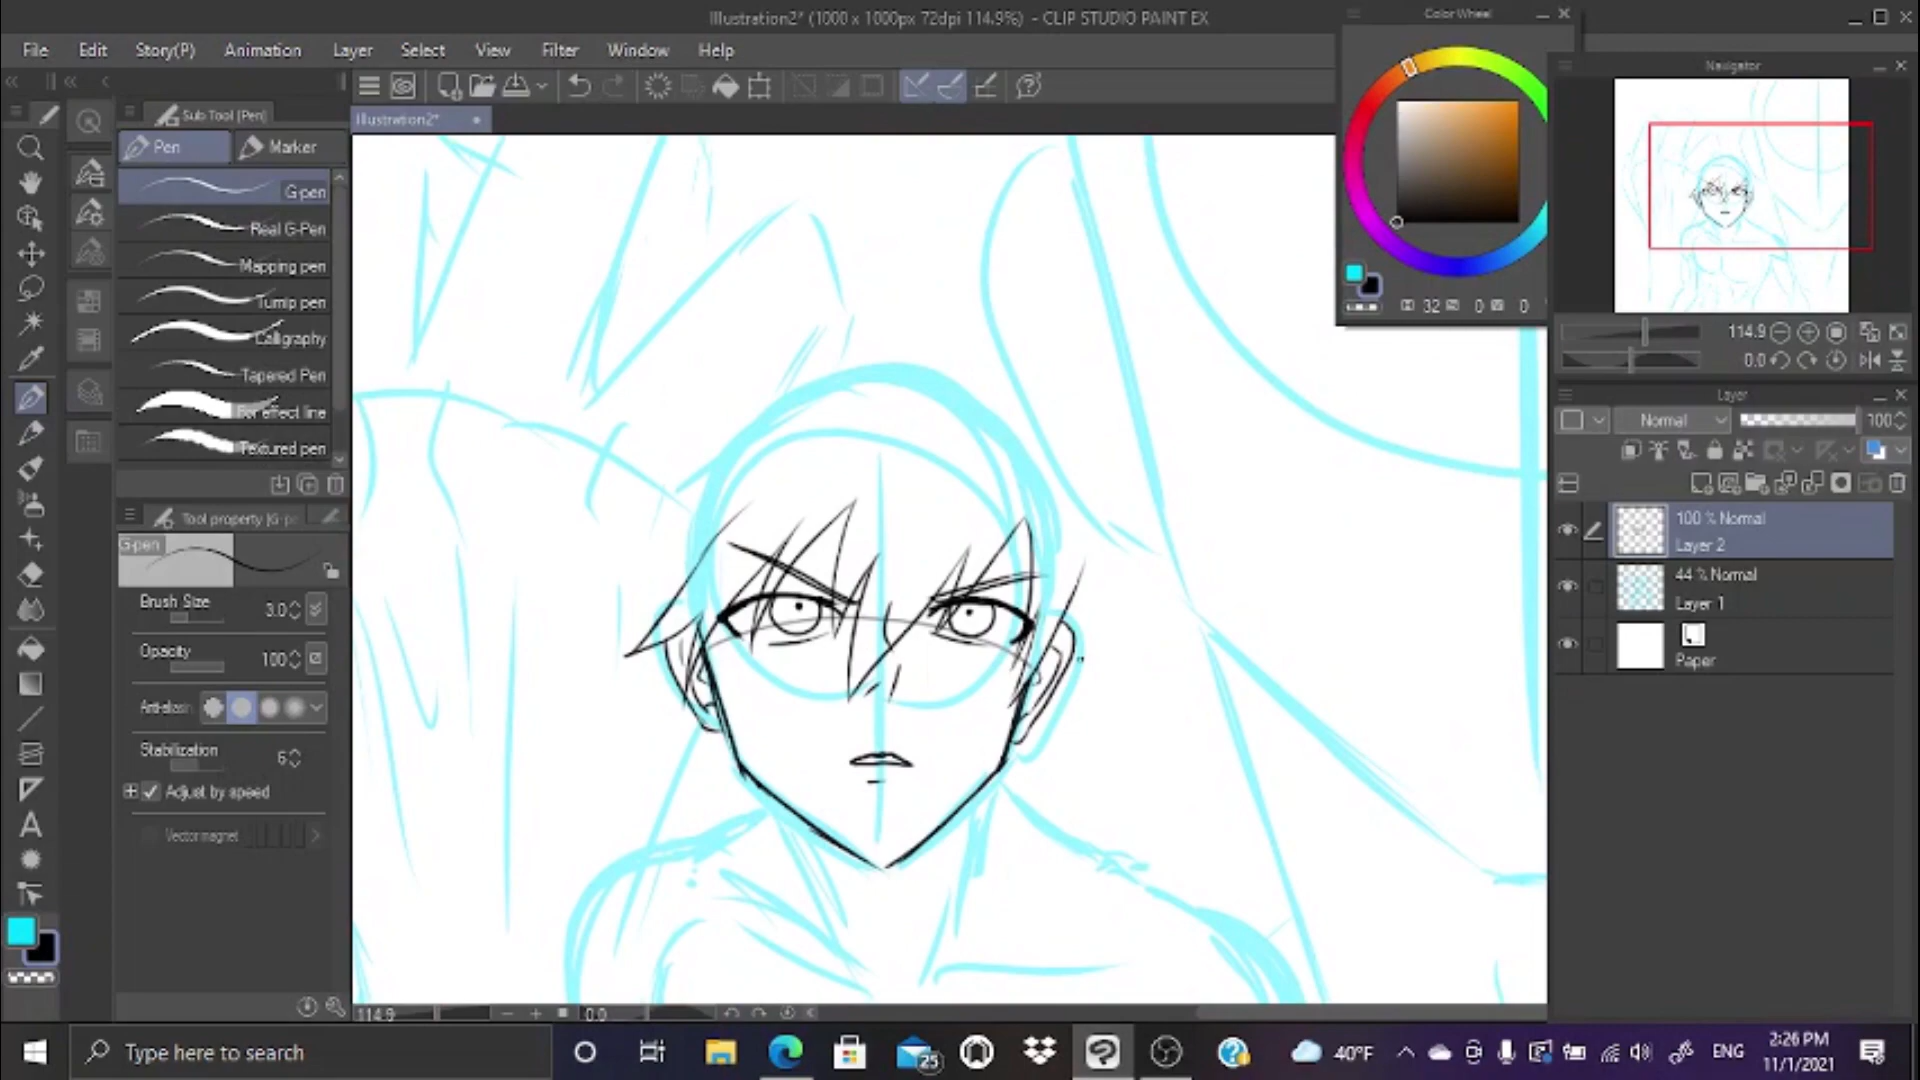 Illustration2* (1000 x 1000px 72dpi 114.9%) - CLIP STUDIO PAINT EX
Color Wheel
File Edit Story(P) Animation Layer Select View Filter Window Help
Navigator
Sub Tool [Pen]
Illustration2*
Pen Marker
G-pen
Real G-Pen
Mapping pen
Turnip pen
Calligraphy
Tapered Pen
For effect line
Textured pen
32 0 0
114.9
0.0
Layer
Normal 100
Tool property [G-pe
G-pen
Brush Size 3.0
Opacity 100
Anti-aliasin
Stabilization 6
Adjust by speed
Vector magnet
100 % Normal
Layer 2
44 % Normal
Layer 1
Paper
114.9 0.0
Type here to search
25
40°F
ENG
2:26 PM
11/1/2021